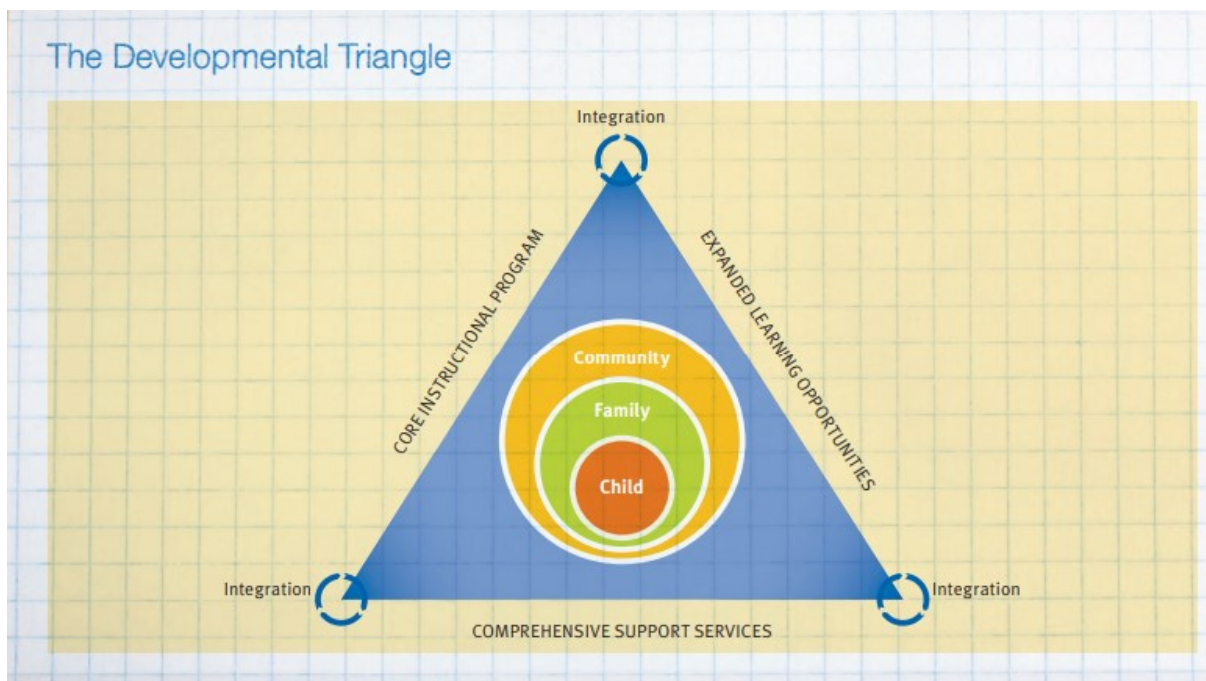 The Developmental Triangle
Integration
CORE INSTRUCTIONAL PROGRAM
EXPANDED LEARNING OPPORTUNITIES
Community
Family
Child
Integration
Integration
COMPREHENSIVE SUPPORT SERVICES